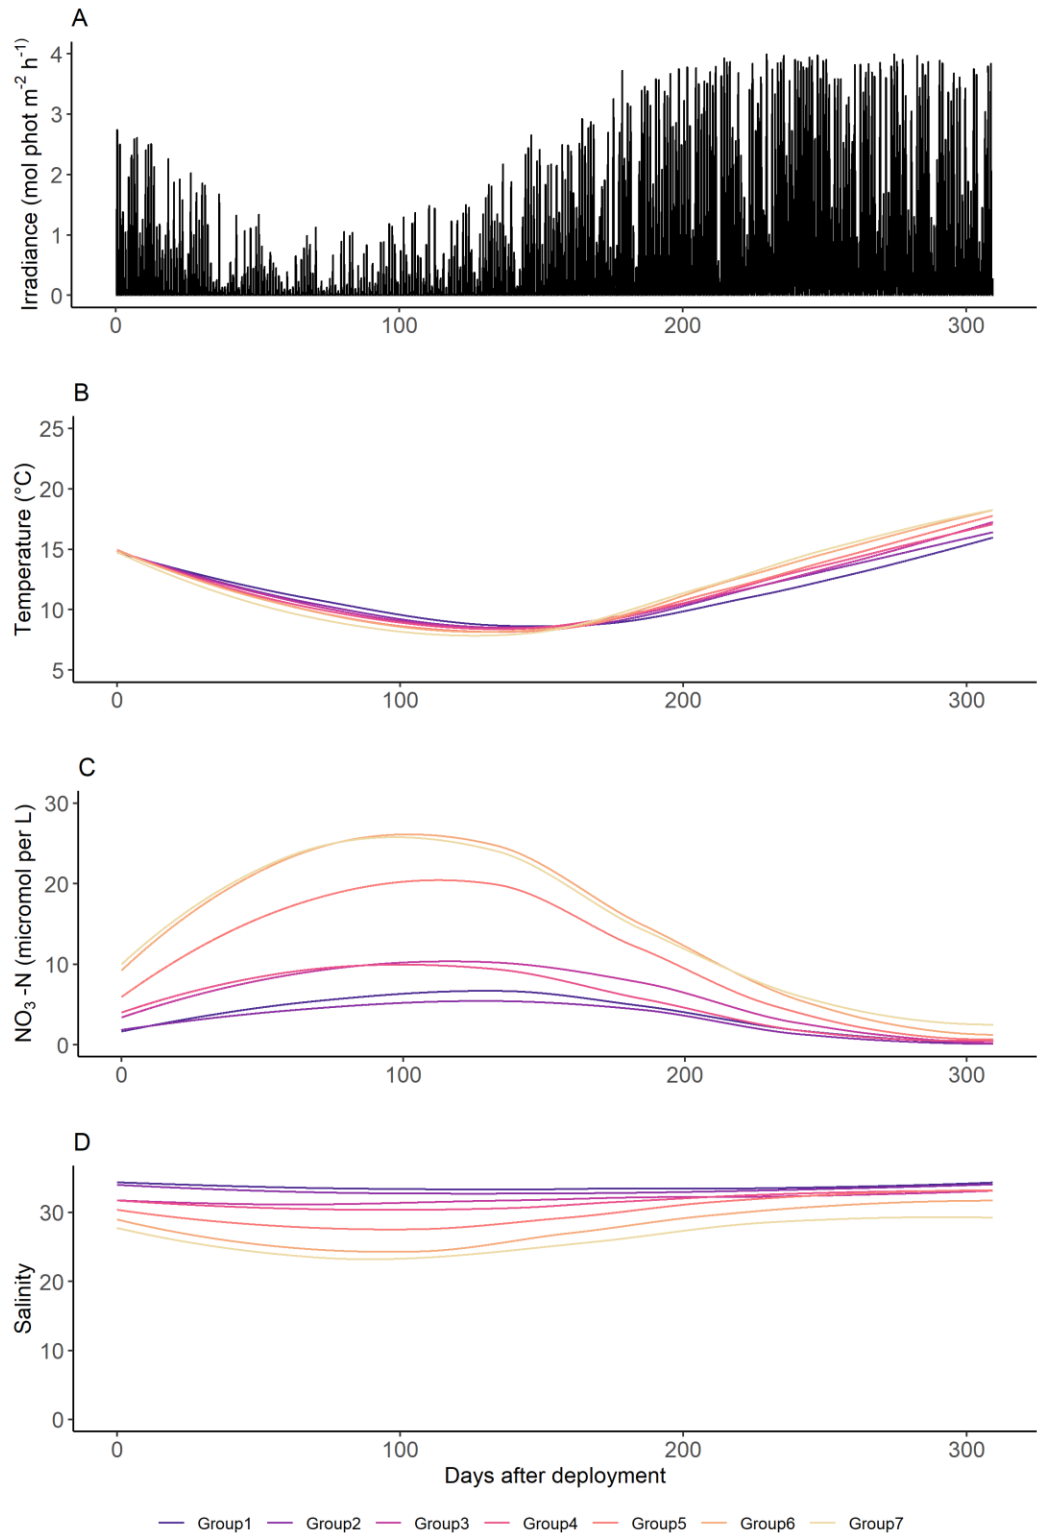 A
Irradiance (mol phot m⁻² h⁻¹)
4
3
2
1
0
0 100 200 300
B
Temperature (°C)
25
20
15
10
5
0 100 200 300
C
NO₃ -N (micromol per L)
30
20
10
0
0 100 200 300
D
Salinity
30
20
10
0
0 100 200 300
Days after deployment
Group1 Group2 Group3 Group4 Group5 Group6 Group7